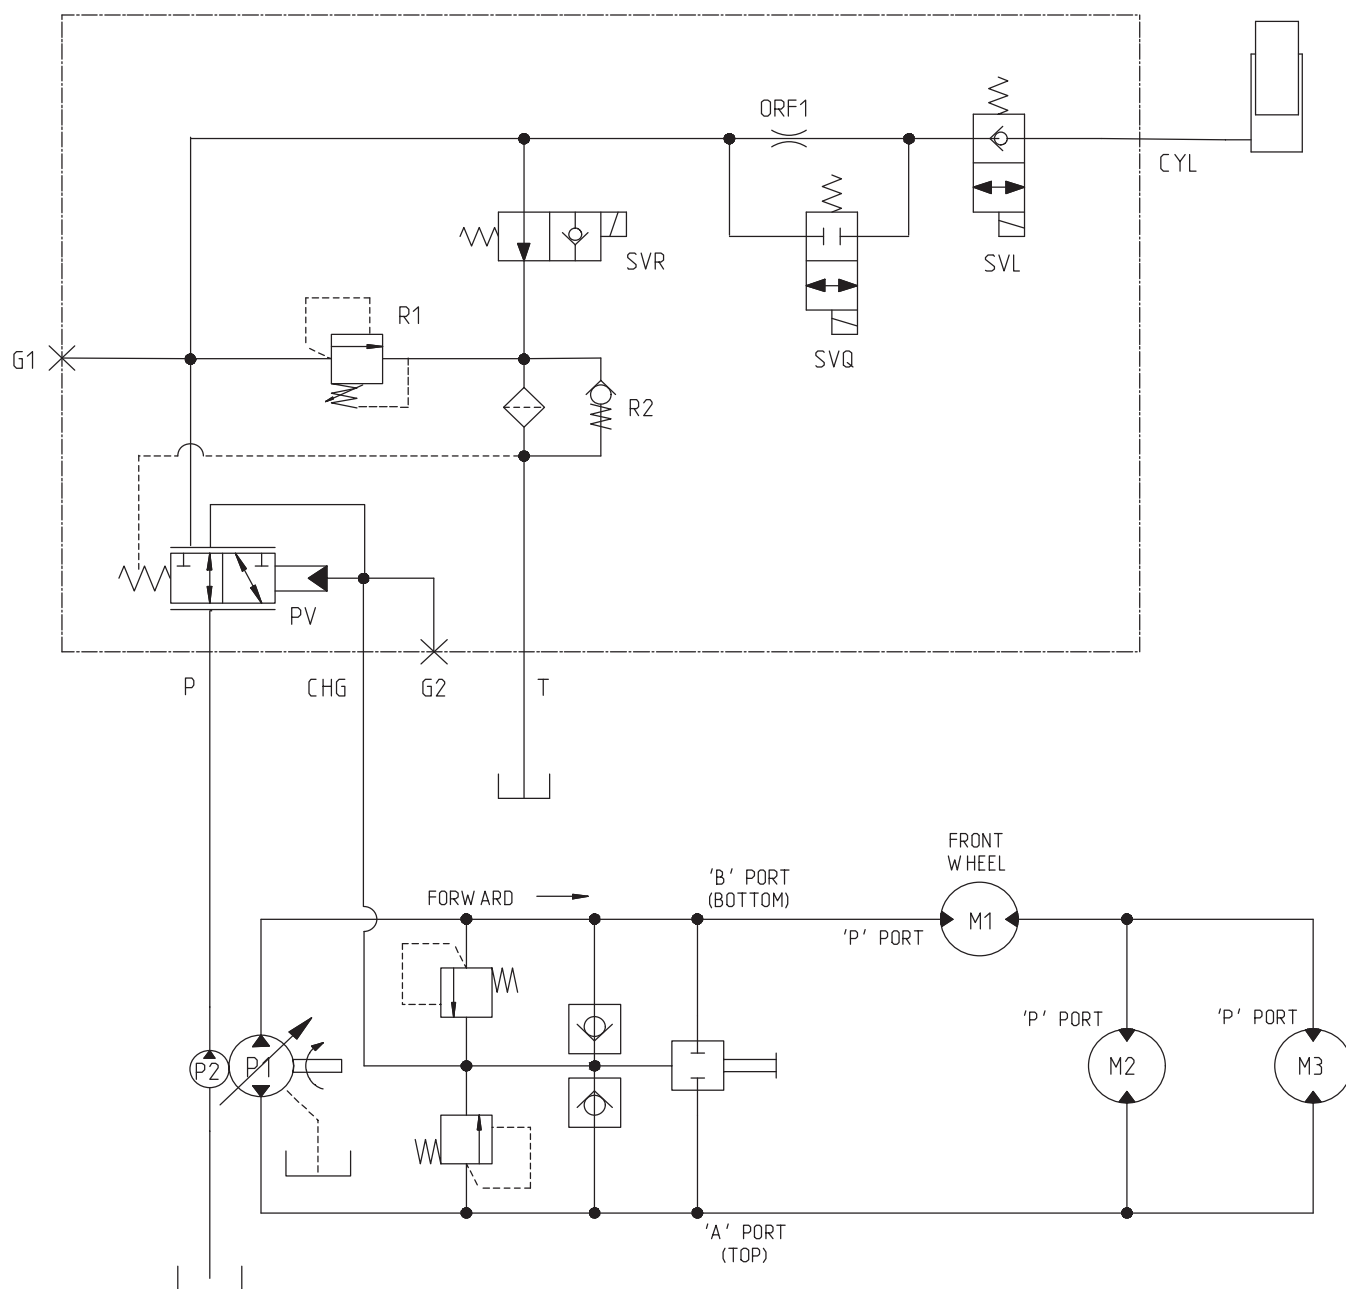 ORF1
CYL
SVR
SVL
R1
G1
SVQ
R2
PV
P
CHG
G2
T
FRONT
WHEEL
'B' PORT
(BOTTOM)
FORWARD
'P' PORT
M1
'P' PORT
'P' PORT
P2
P1
M2
M3
'A' PORT
(TOP)